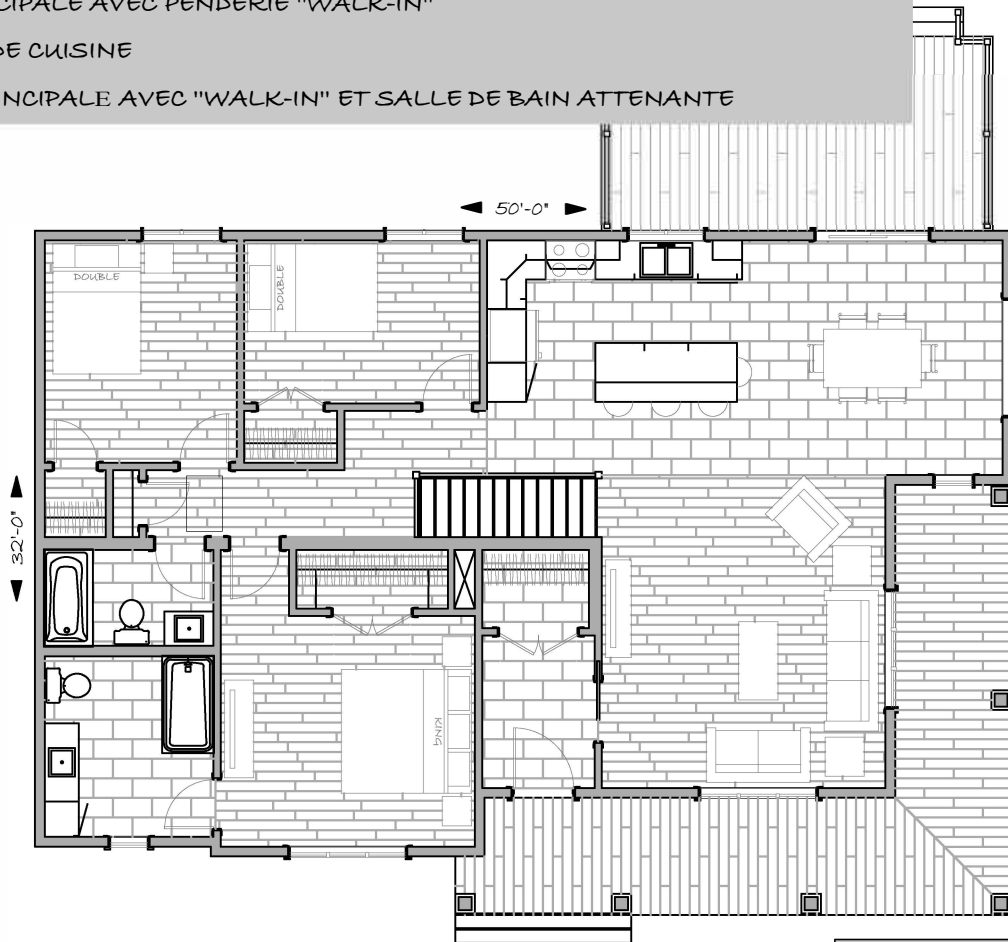 CIPALE AVEC PENDERIE "WALK-IN"
DE CUISINE
NCIPALE AVEC "WALK-IN" ET SALLE DE BAIN ATTENANTE
50'-0"
DOUBLE
DOUBLE
32'-0"
KING